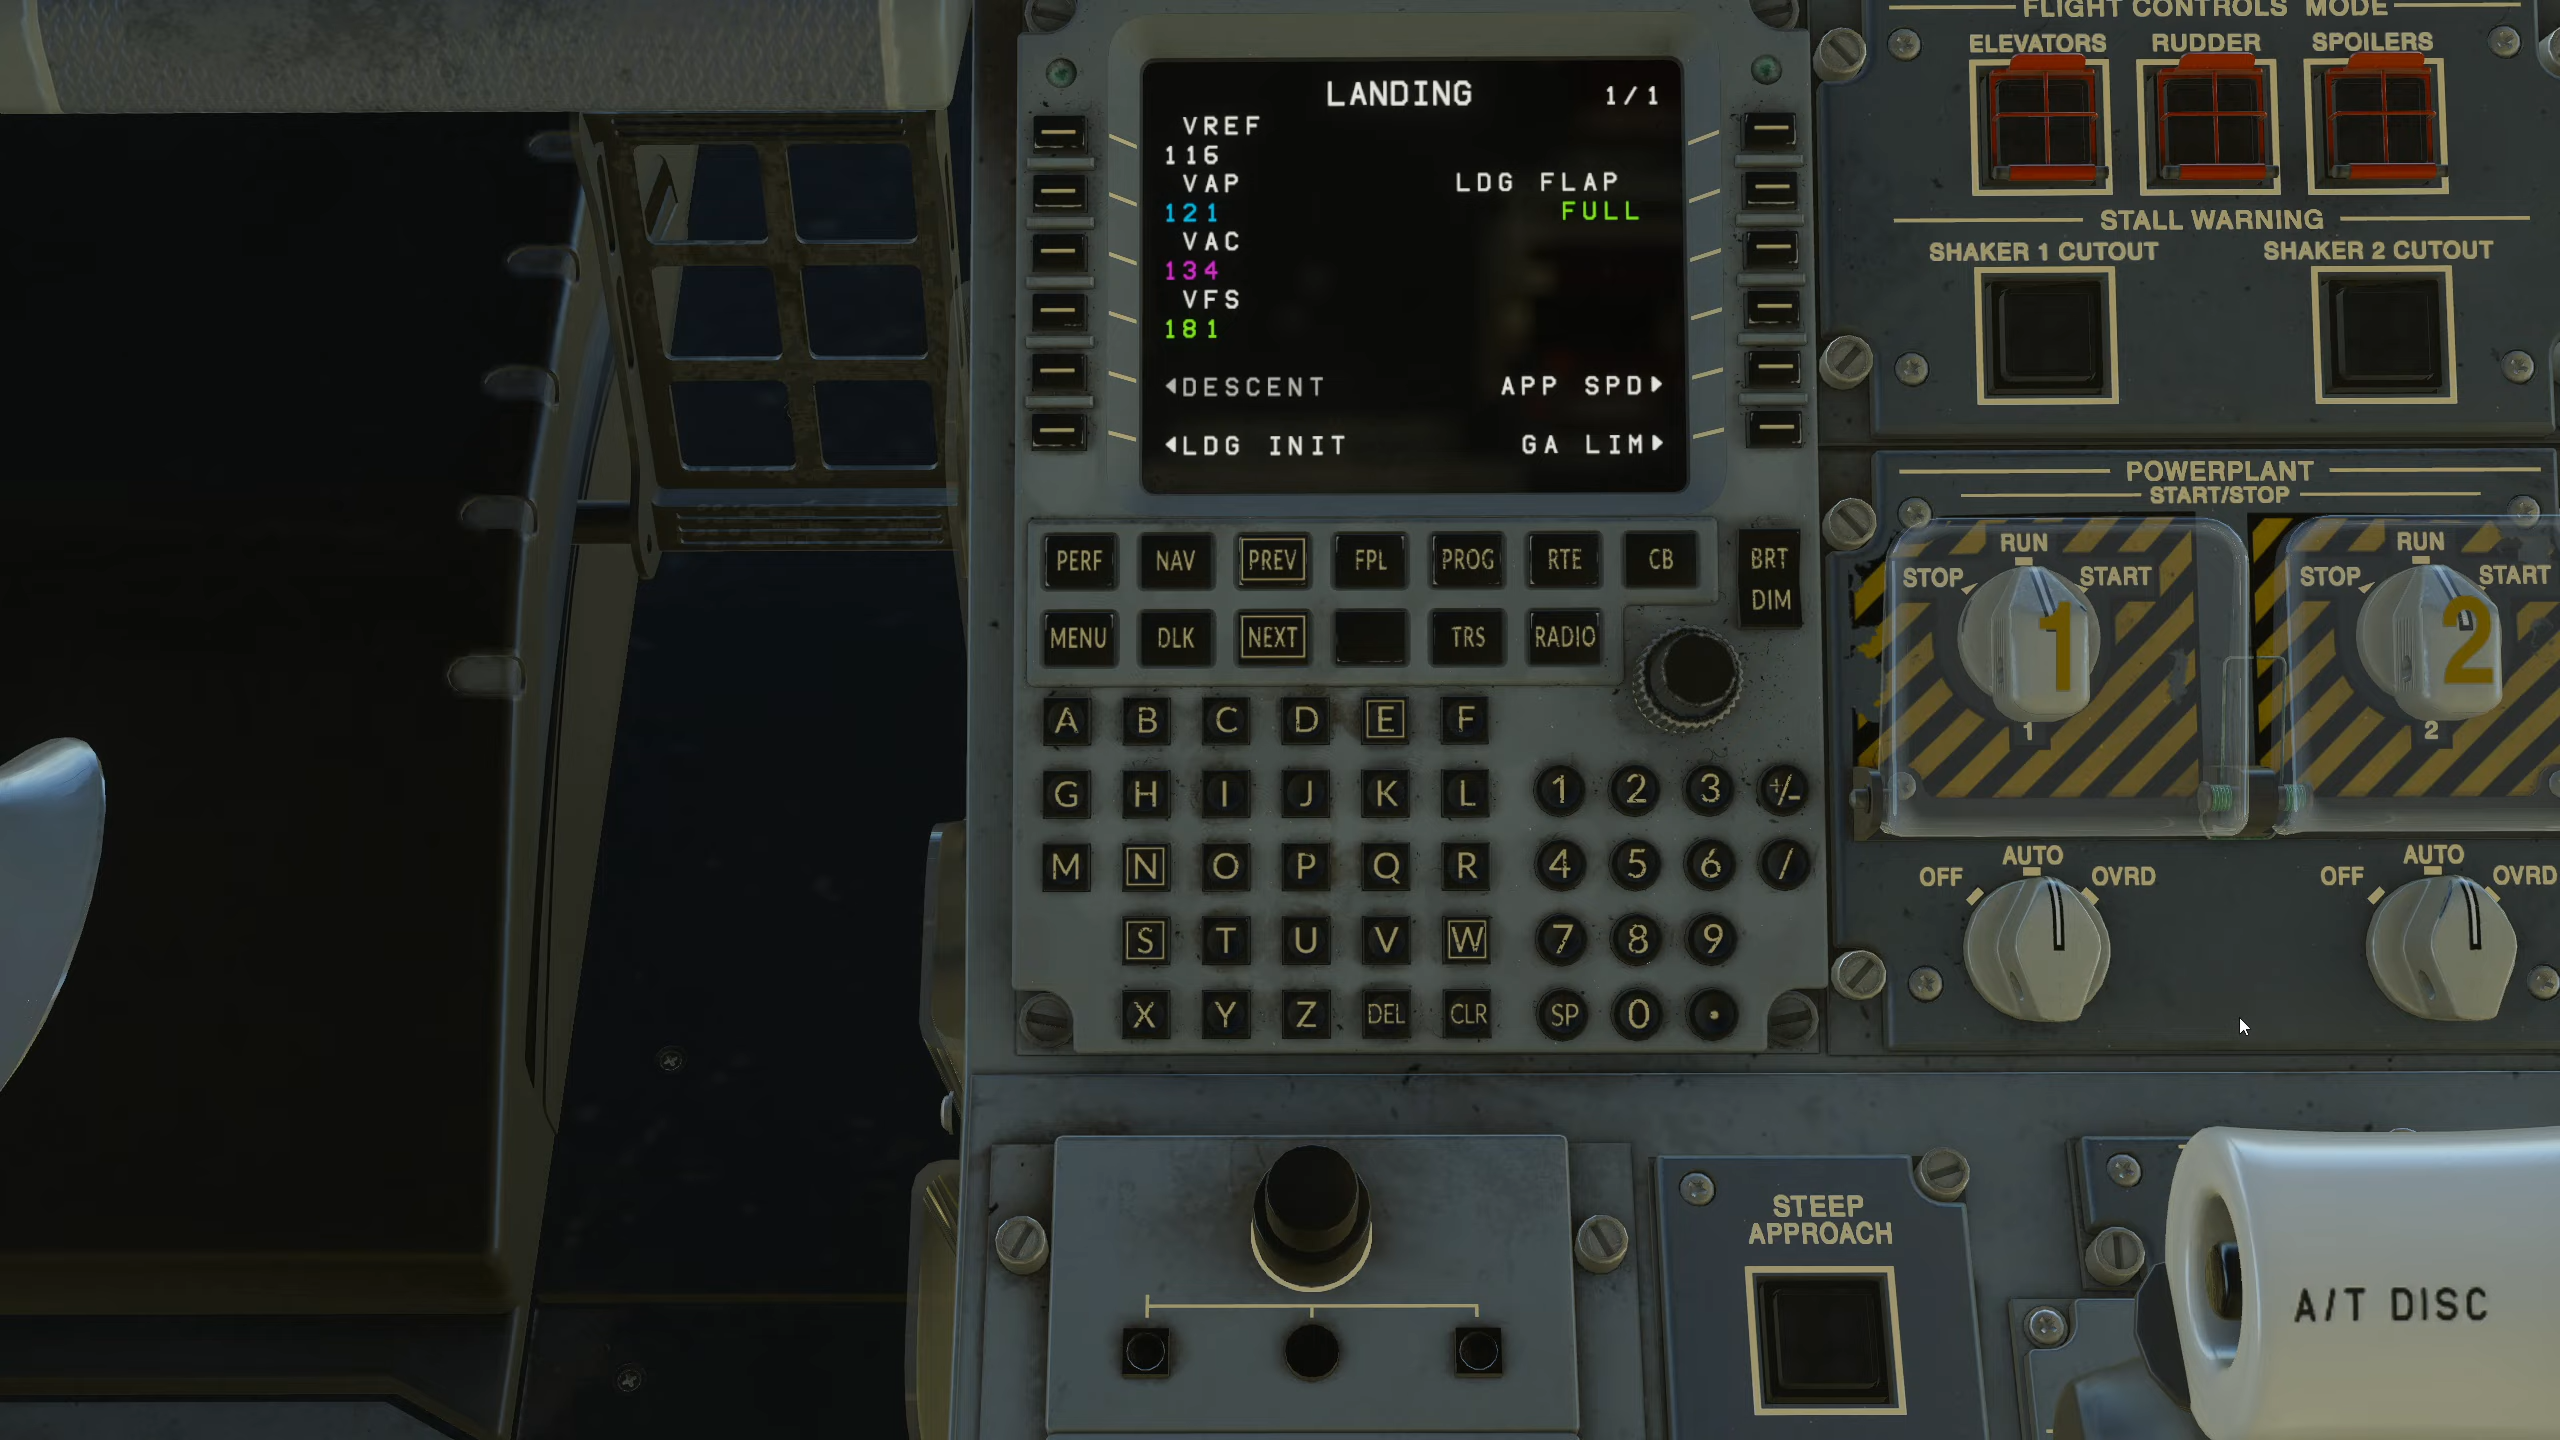 LANDING 1/1
VREF
116
VAP LDG FLAP
121 FULL
VAC
134
VFS
181
◀DESCENT APP SPD▶
◀LDG INIT GA LIM▶
PERF NAV PREV FPL PROG RTE CB BRT
DIM
MENU DLK NEXT TRS RADIO
A B C D E F
G H I J K L 1 2 3 +/-
M N O P Q R 4 5 6 /
S T U V W 7 8 9
X Y Z DEL CLR SP 0 •
FLIGHT CONTROLS MODE
ELEVATORS RUDDER SPOILERS
STALL WARNING
SHAKER 1 CUTOUT SHAKER 2 CUTOUT
POWERPLANT
START/STOP
RUN RUN
STOP START STOP START
1 2
1 2
AUTO AUTO
OFF OVRD OFF OVRD
STEEP
APPROACH
A/T DISC